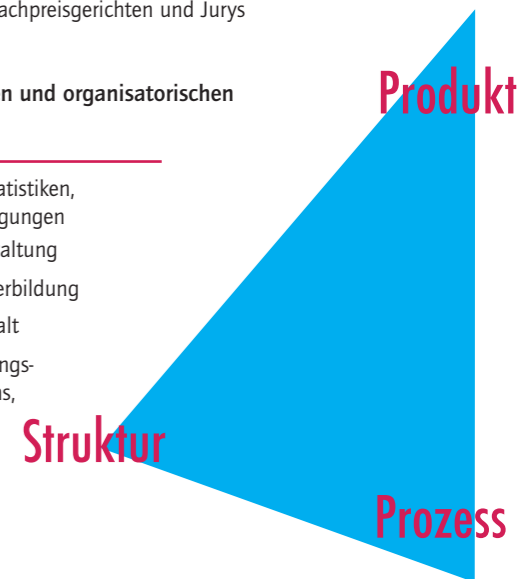 achpreisgerichten und Jurys
Produkt
n und organisatorischen
atistiken,
gungen
altung
erbildung
alt
ngs-
ns,
Struktur
Prozess